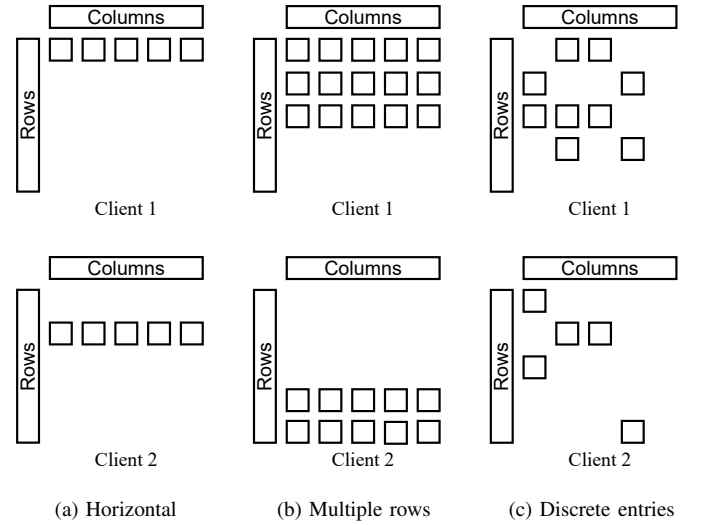 Columns Columns Columns
Rows Rows Rows
Client 1 Client 1 Client 1
Columns Columns Columns
Rows Rows Rows
Client 2 Client 2 Client 2
(a) Horizontal (b) Multiple rows (c) Discrete entries